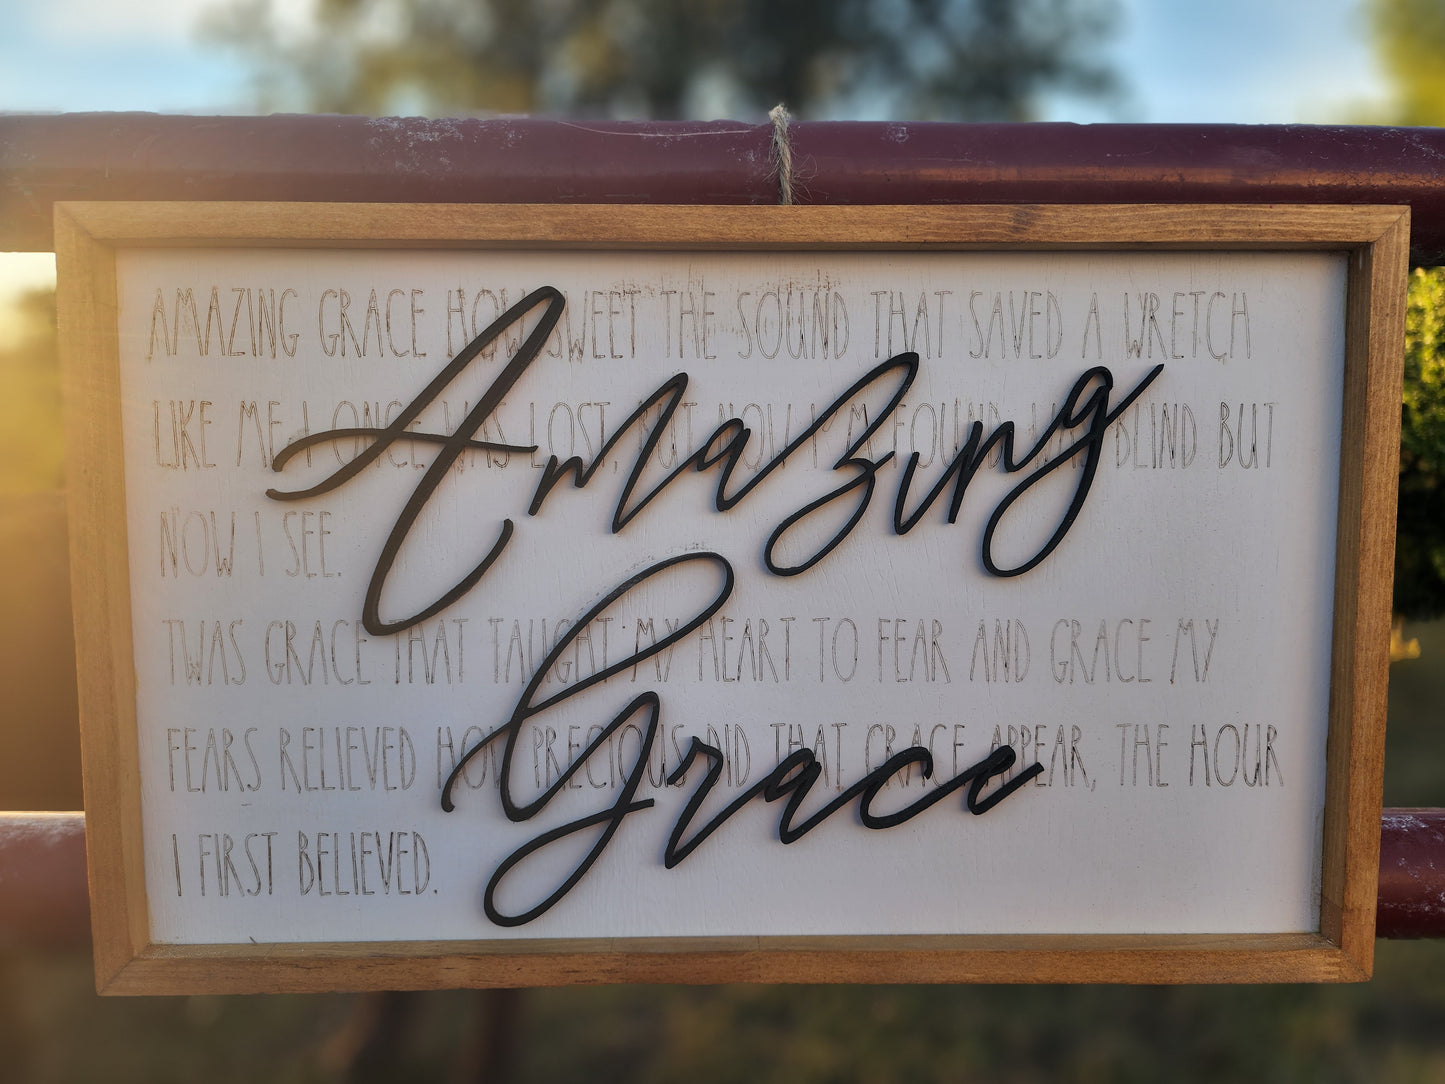 AMAZING GRACE HOW SWEET THE SOUND THAT SAVED A WRETCH
LIKE ME I ONCE WAS LOST, BUT NOW I'M FOUND WAS BLIND BUT
NOW I SEE.
TWAS GRACE THAT TAUGHT MY HEART TO FEAR AND GRACE MY
FEARS RELIEVED HOW PRECIOUS DID THAT GRACE APPEAR, THE HOUR
I FIRST BELIEVED.
Amazing
Grace